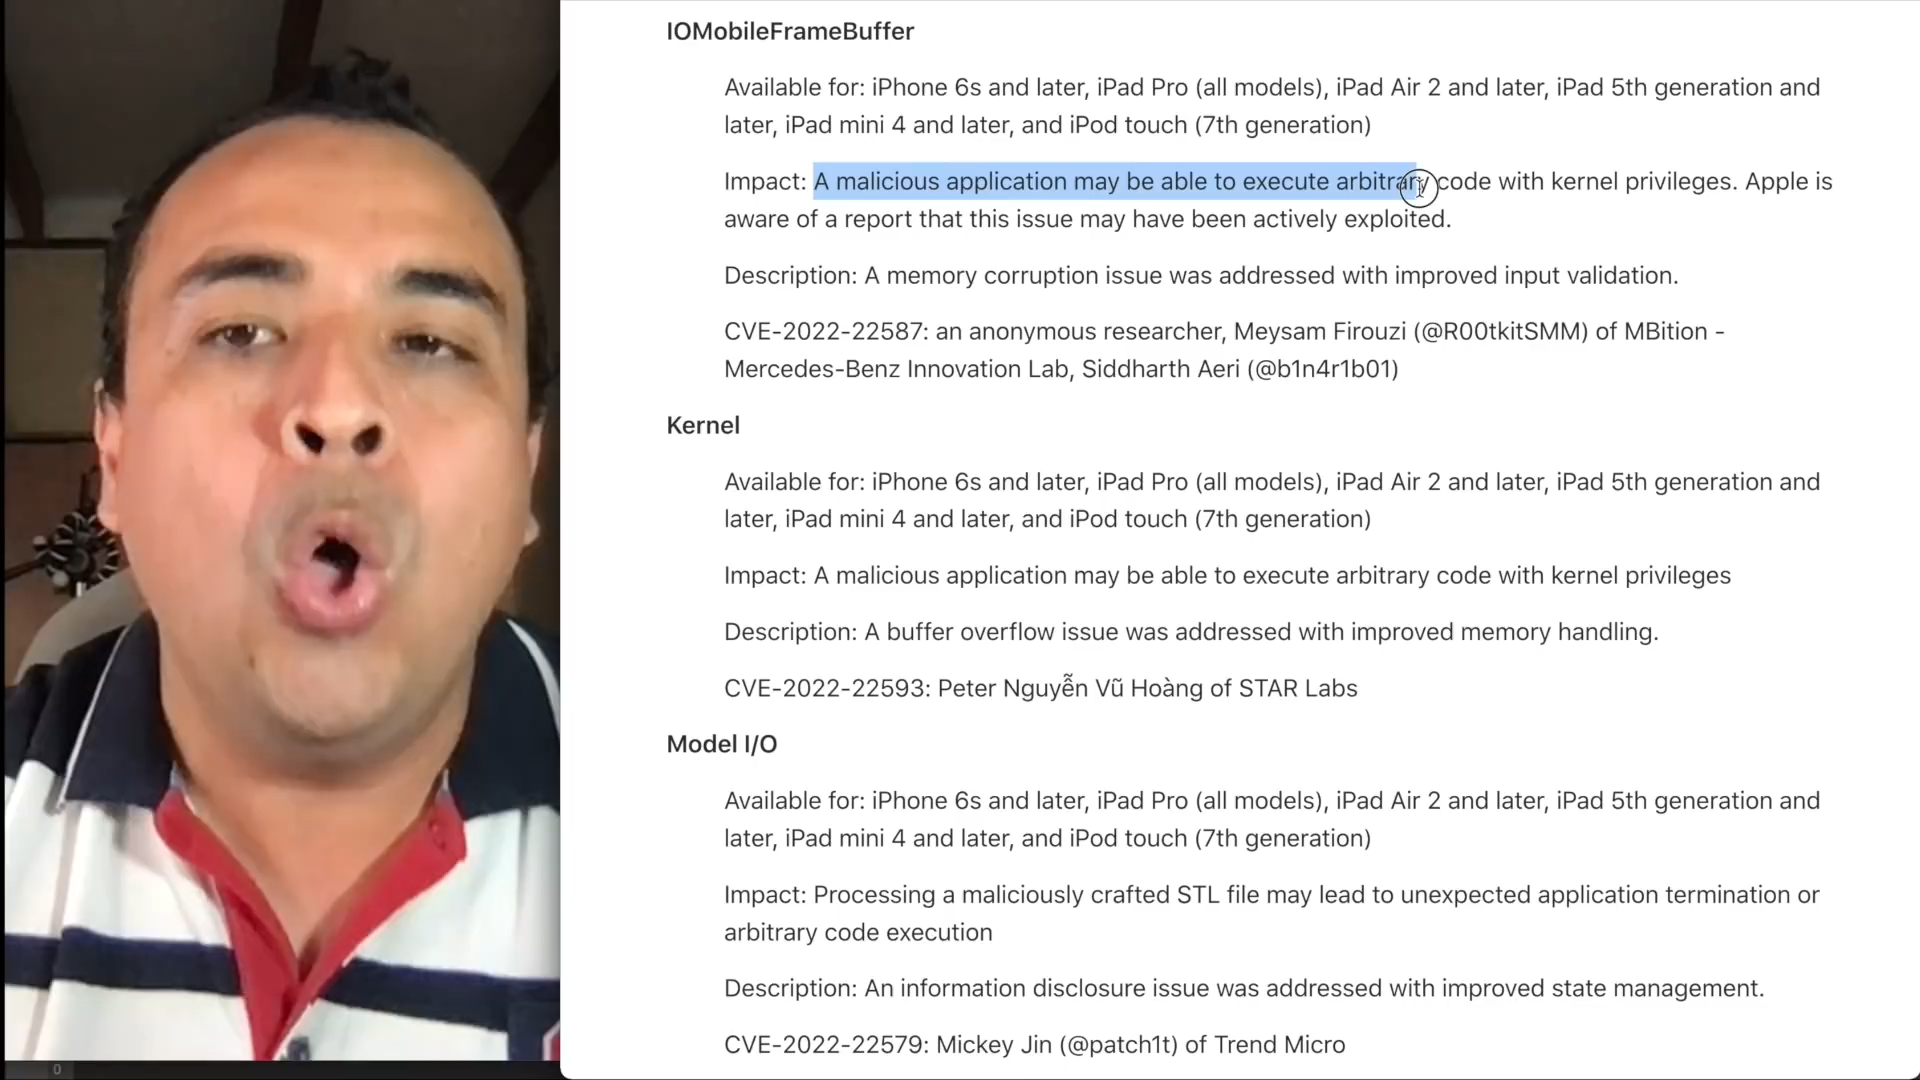 IOMobileFrameBuffer
Available for: iPhone 6s and later, iPad Pro (all models), iPad Air 2 and later, iPad 5th generation and
later, iPad mini 4 and later, and iPod touch (7th generation)
Impact: A malicious application may be able to execute arbitrary code with kernel privileges. Apple is
aware of a report that this issue may have been actively exploited.
Description: A memory corruption issue was addressed with improved input validation.
CVE-2022-22587: an anonymous researcher, Meysam Firouzi (@R00tkitSMM) of MBition -
Mercedes-Benz Innovation Lab, Siddharth Aeri (@b1n4r1b01)
Kernel
Available for: iPhone 6s and later, iPad Pro (all models), iPad Air 2 and later, iPad 5th generation and
later, iPad mini 4 and later, and iPod touch (7th generation)
Impact: A malicious application may be able to execute arbitrary code with kernel privileges
Description: A buffer overflow issue was addressed with improved memory handling.
CVE-2022-22593: Peter Nguyễn Vũ Hoàng of STAR Labs
Model I/O
Available for: iPhone 6s and later, iPad Pro (all models), iPad Air 2 and later, iPad 5th generation and
later, iPad mini 4 and later, and iPod touch (7th generation)
Impact: Processing a maliciously crafted STL file may lead to unexpected application termination or
arbitrary code execution
Description: An information disclosure issue was addressed with improved state management.
CVE-2022-22579: Mickey Jin (@patch1t) of Trend Micro
0